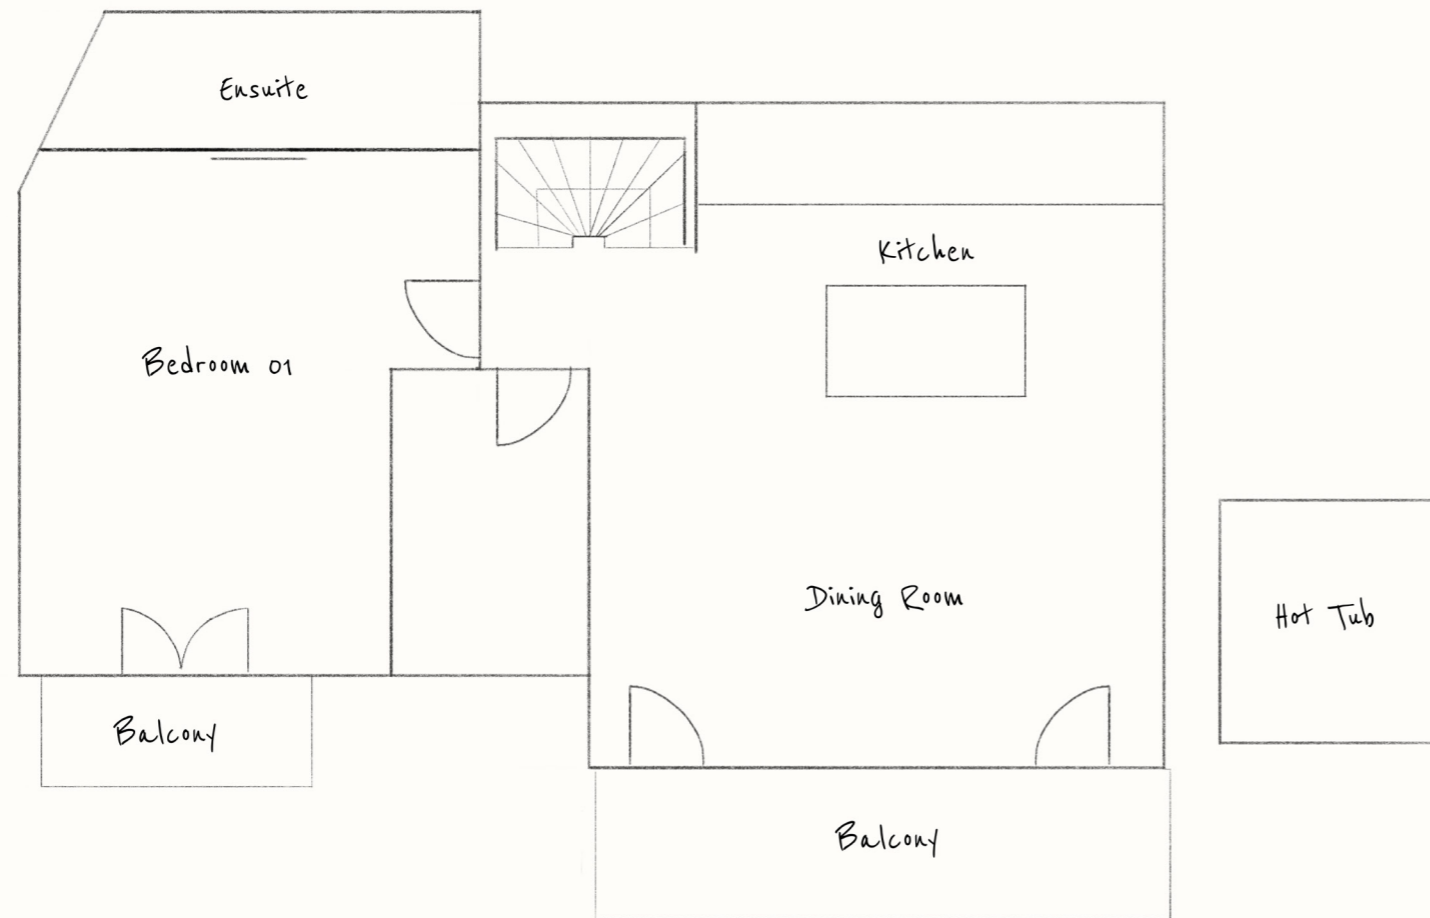 Ensuite
Kitchen
Bedroom 01
Dining Room
Hot Tub
Balcony
Balcony